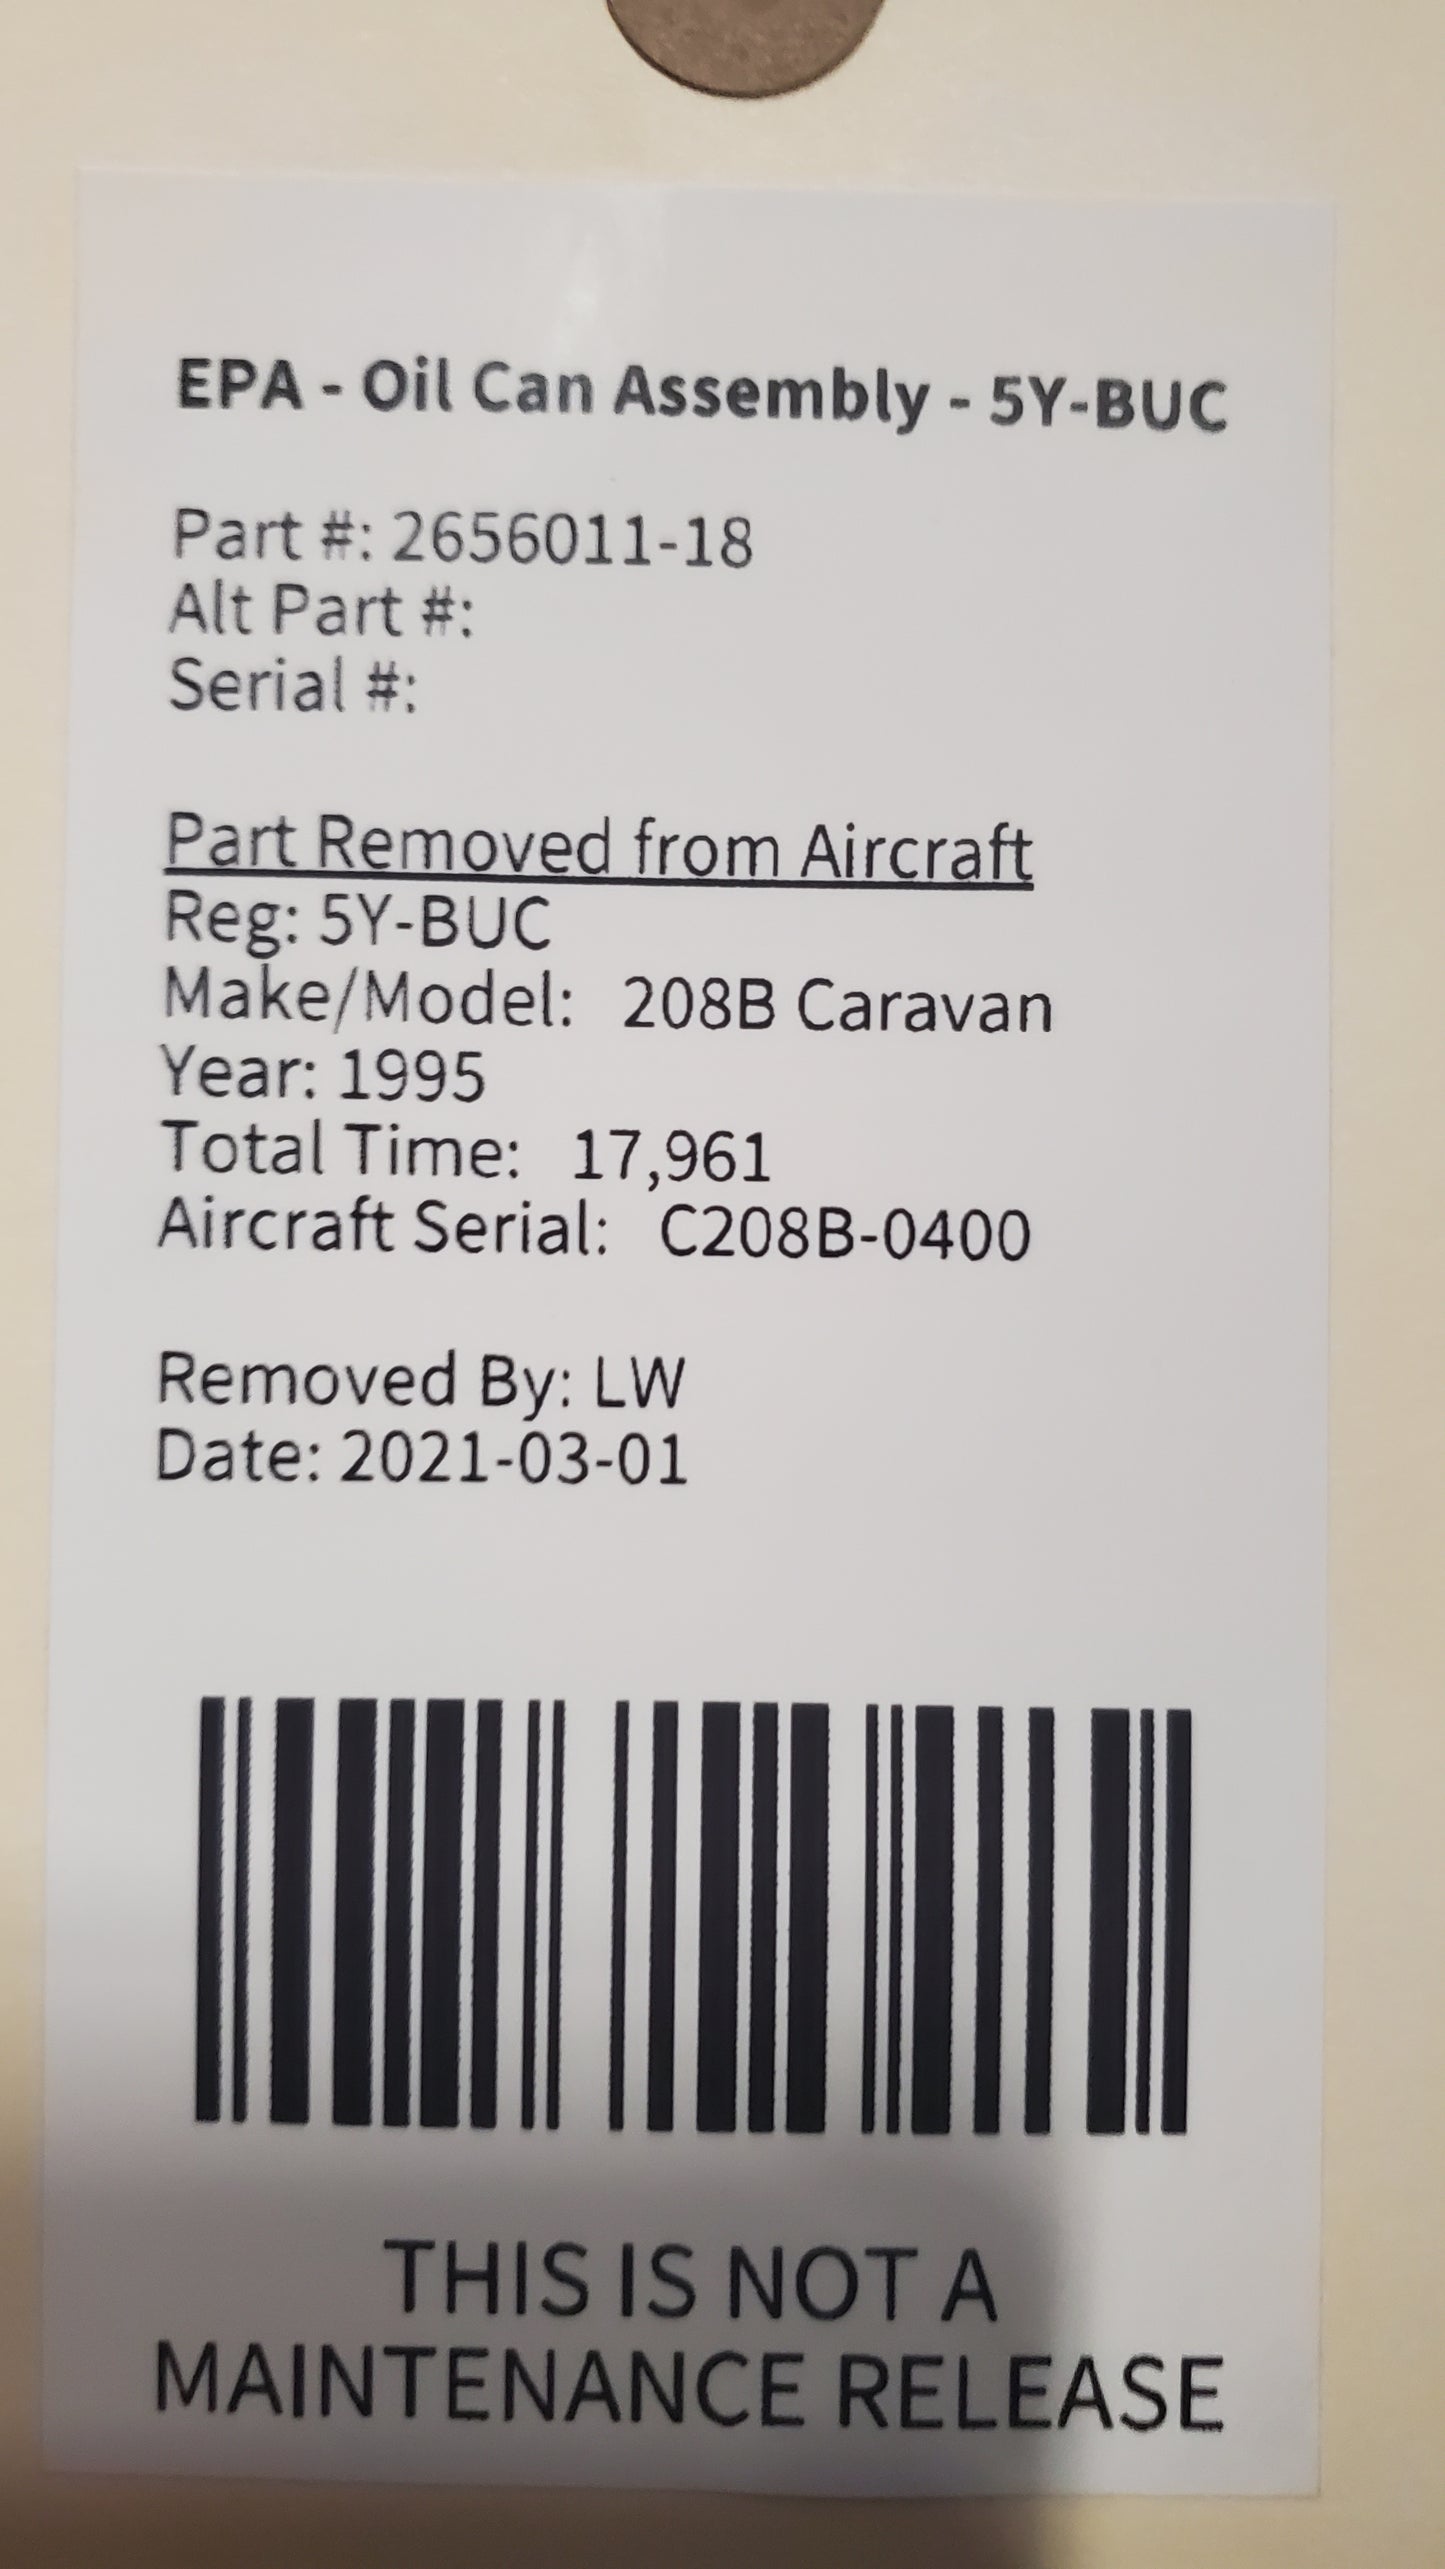 EPA - Oil Can Assembly - 5Y-BUC
Part #: 2656011-18
Alt Part #:
Serial #:
Part Removed from Aircraft
Reg: 5Y-BUC
Make/Model: 208B Caravan
Year: 1995
Total Time: 17,961
Aircraft Serial: C208B-0400
Removed By: LW
Date: 2021-03-01
THIS IS NOT A
MAINTENANCE RELEASE